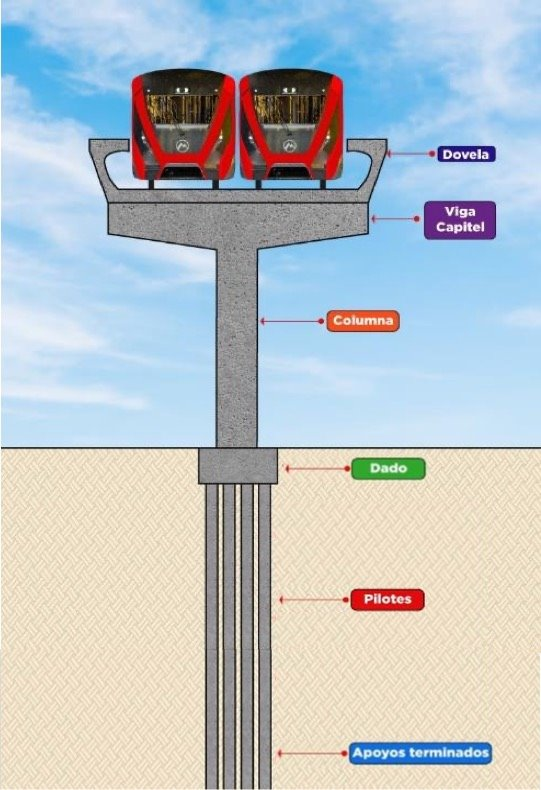 Dovela
Viga
Capitel
Columna
Dado
Pilotes
Apoyos terminados